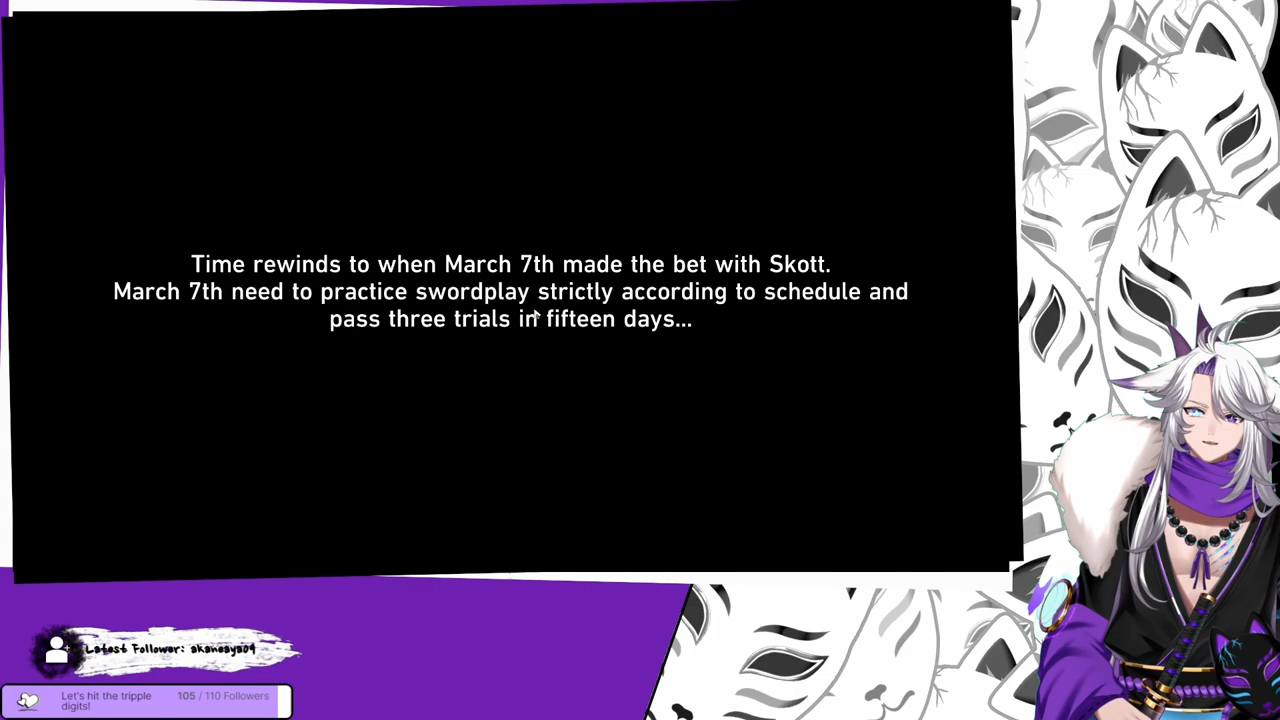 Time rewinds to when March 7th made the bet with Skott.
March 7th need to practice swordplay strictly according to schedule and
pass three trials in fifteen days...
Latest Follower: akaneaya09
Let's hit the tripple
digits!
105 / 110 Followers